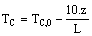 T_C = T_C,0 − 10.z / L